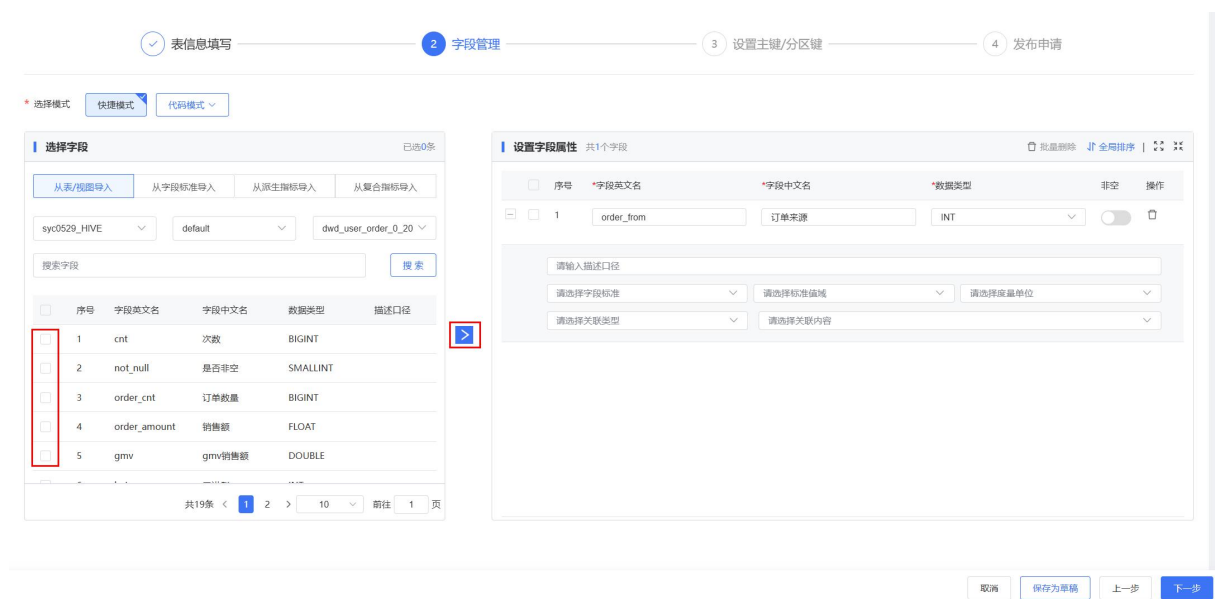 表信息填写 2 字段管理 3 设置主键/分区键 4 发布申请
* 选择模式 快捷模式 代码模式
选择字段 已选0条
从表/视图导入 从字段标准导入 从派生指标导入 从复合指标导入
syc0529_HIVE default dwd_user_order_0_20
搜索字段 搜索
序号 字段英文名 字段中文名 数据类型 描述口径
1 cnt 次数 BIGINT
2 not_null 是否非空 SMALLINT
3 order_cnt 订单数量 BIGINT
4 order_amount 销售额 FLOAT
5 gmv gmv销售额 DOUBLE
共19条 < 1 2 > 10 前往 1 页
设置字段属性 共1个字段 批量删除 全局排序
序号 *字段英文名 *字段中文名 *数据类型 非空 操作
1 order_from 订单来源 INT
请输入描述口径
请选择字段标准 请选择标准值域 请选择度量单位
请选择关联类型 请选择关联内容
取消 保存为草稿 上一步 下一步